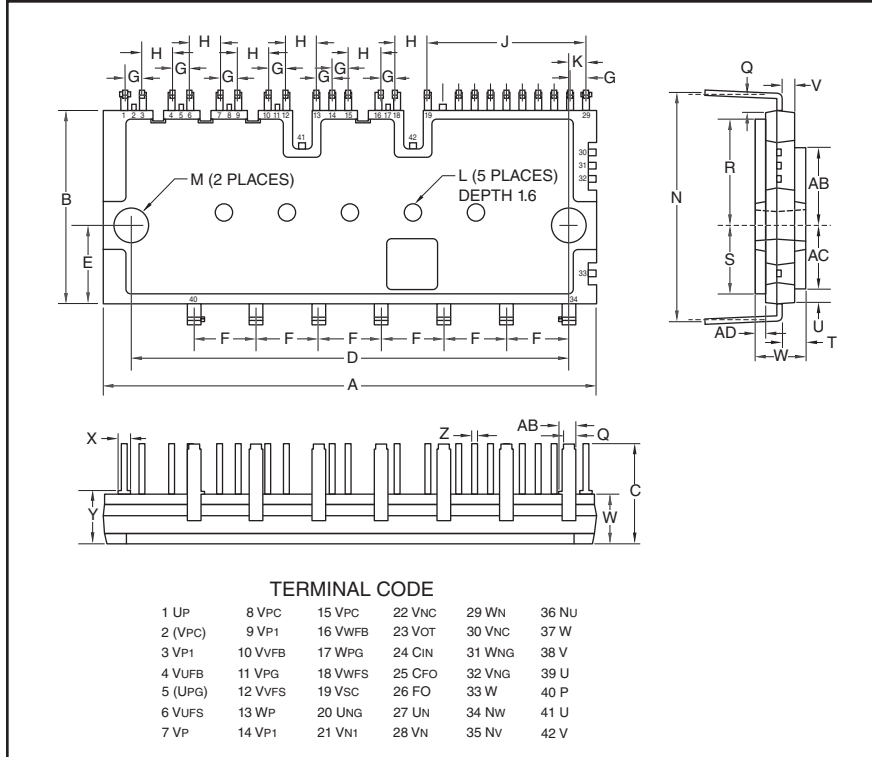 H H H J
H H H K
G G G G G G G
1 2 3 4 5 6 7 8 9 10 11 12 13 14 15 16 17 18 19 29
41 42
30
31
32
M (2 PLACES)
L (5 PLACES)
DEPTH 1.6
B
E
33
40 34
F F F F F F
D
A
Q V
N
R AB
S AC
AD U
W T
X Z AB Q
Y W C
TERMINAL CODE
1 UP 8 VPC 15 VPC 22 VNC 29 WN 36 NU
2 (VPC) 9 VP1 16 VWFB 23 VOT 30 VNC 37 W
3 VP1 10 VVFB 17 WPG 24 CIN 31 WNG 38 V
4 VUFB 11 VPG 18 VWFS 25 CFO 32 VNG 39 U
5 (UPG) 12 VVFS 19 VSC 26 FO 33 W 40 P
6 VUFS 13 WP 20 UNG 27 UN 34 NW 41 U
7 VP 14 VP1 21 VN1 28 VN 35 NV 42 V